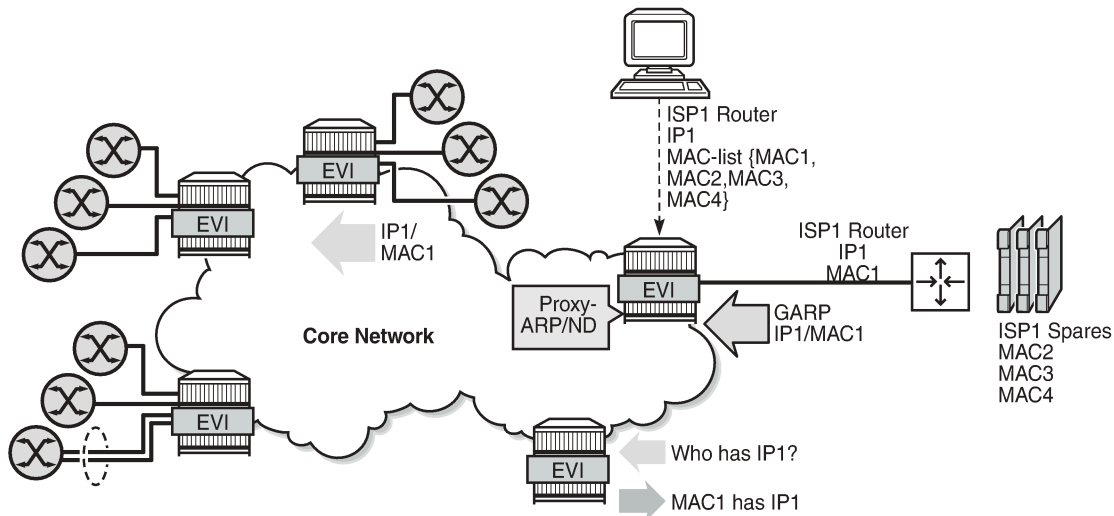 ISP1 Router
IP1
MAC-list {MAC1,
MAC2,MAC3,
MAC4}
EVI
EVI
IP1/
MAC1
EVI
Proxy-
ARP/ND
ISP1 Router
IP1
MAC1
GARP
IP1/MAC1
ISP1 Spares
MAC2
MAC3
MAC4
Core Network
EVI
EVI
Who has IP1?
MAC1 has IP1